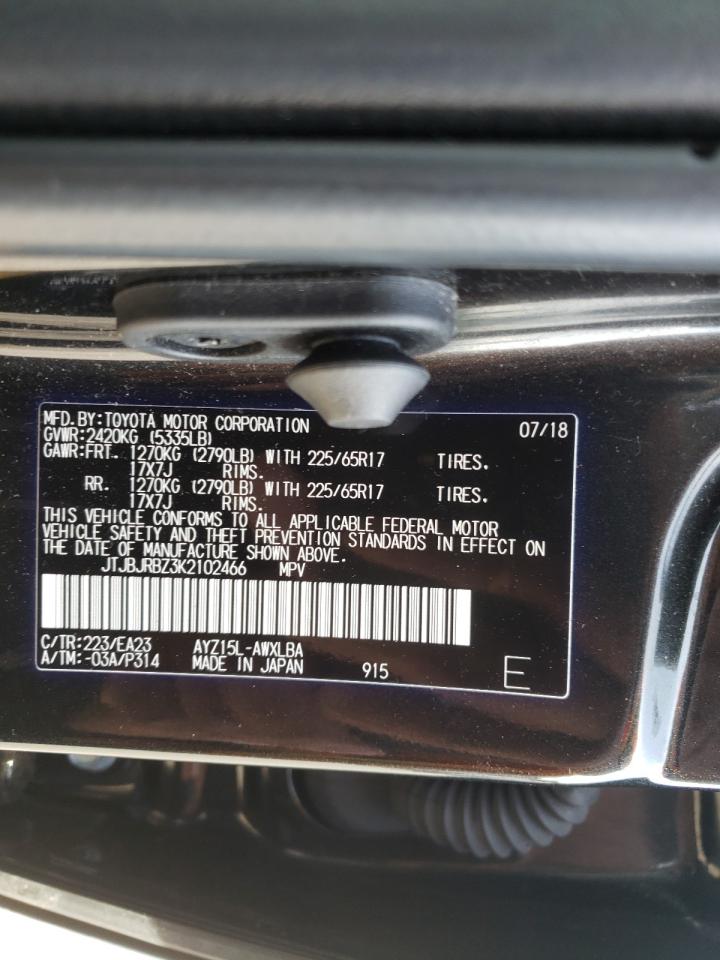 MFD.BY:TOYOTA MOTOR CORPORATION 07/18
GVWR:2420KG (5335LB)
GAWR:FRT. 1270KG (2790LB) WITH 225/65R17 TIRES.
17X7J RIMS.
RR. 1270KG (2790LB) WITH 225/65R17 TIRES.
17X7J RIMS.
THIS VEHICLE CONFORMS TO ALL APPLICABLE FEDERAL MOTOR
VEHICLE SAFETY AND THEFT PREVENTION STANDARDS IN EFFECT ON
THE DATE OF MANUFACTURE SHOWN ABOVE.
JTJBJRBZ3K2102466 MPV
C/TR:223/EA23 AYZ15L-AWXLBA
A/TM:-03A/P314 MADE IN JAPAN 915 E